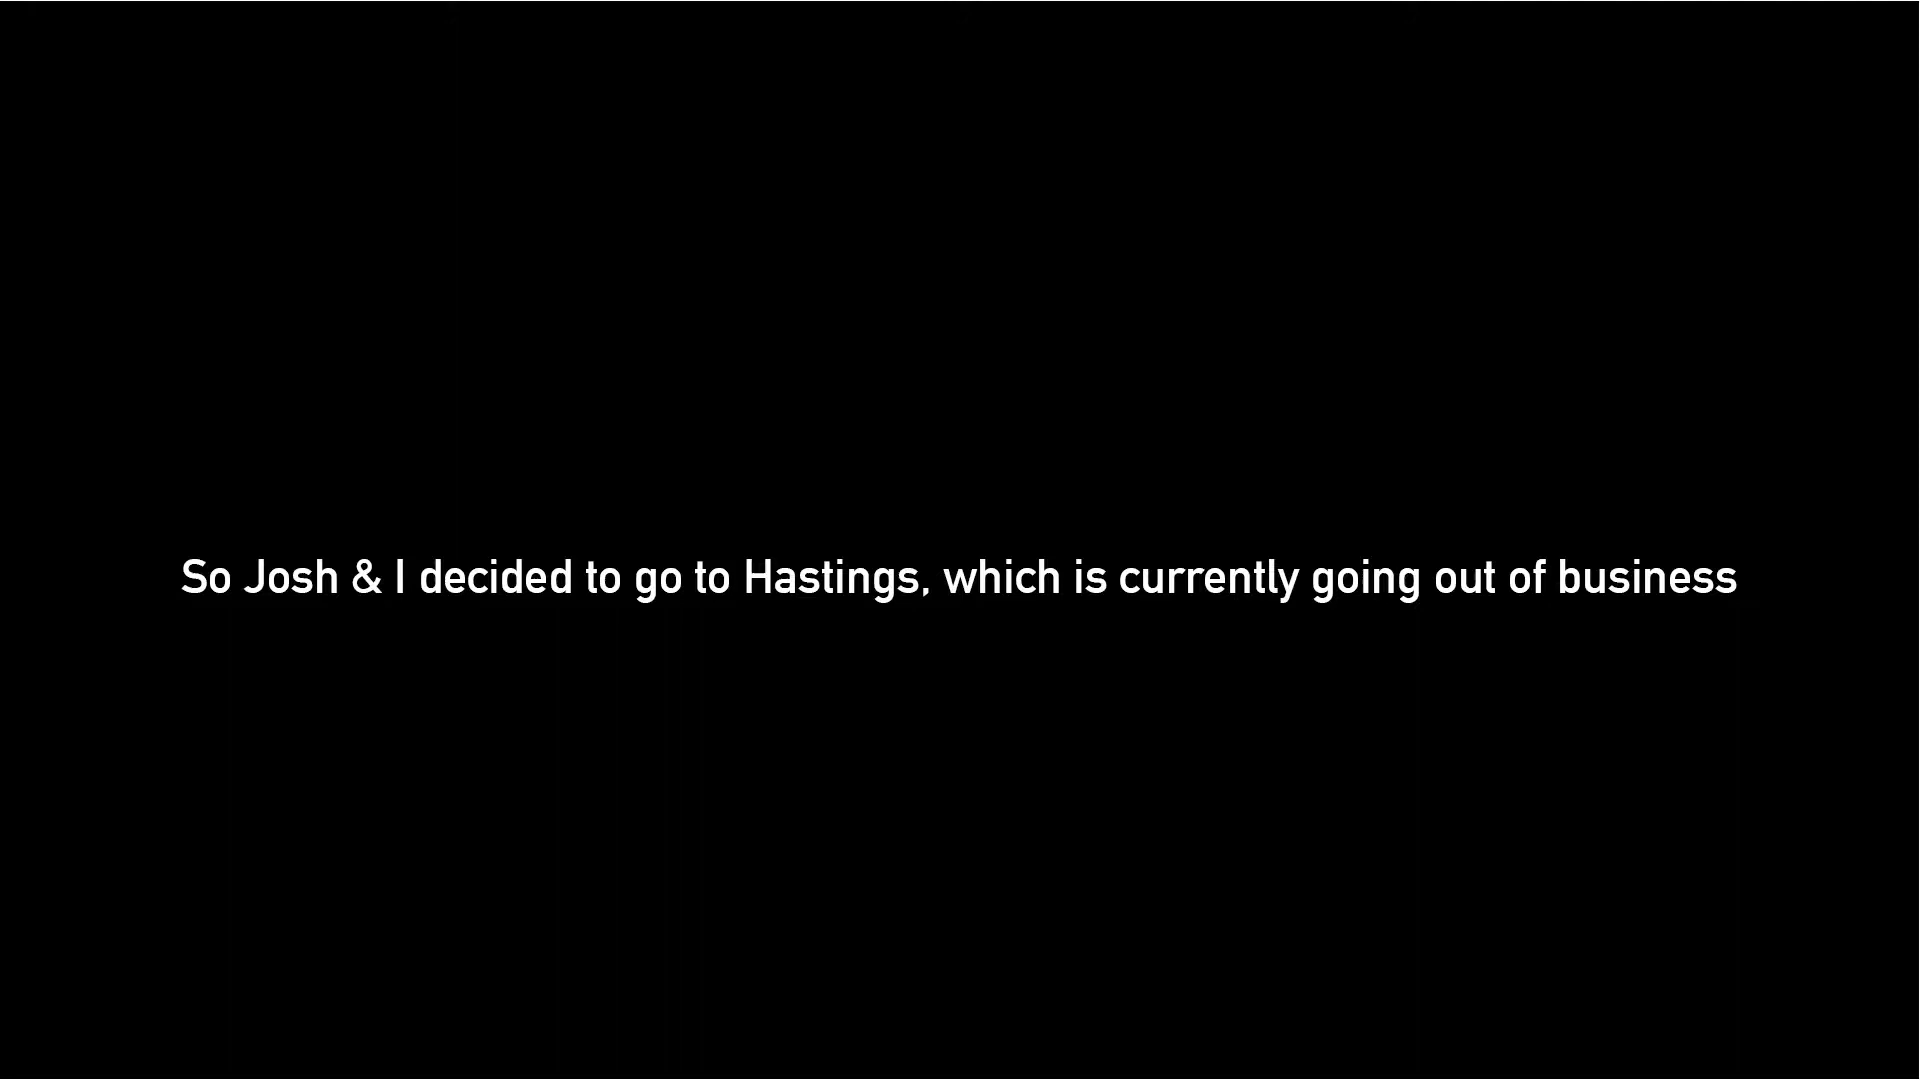 So Josh & I decided to go to Hastings, which is currently going out of business